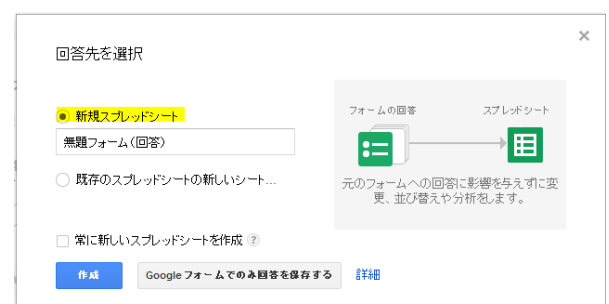 回答先を選択
新規スプレッドシート
無題フォーム(回答)
既存のスプレッドシートの新しいシート...
常に新しいスプレッドシートを作成 ?
作成
Google フォームでのみ回答を保存する
詳細
フォームの回答
スプレッドシート
元のフォームへの回答に影響を与えずに変
更、並び替えや分析をします。